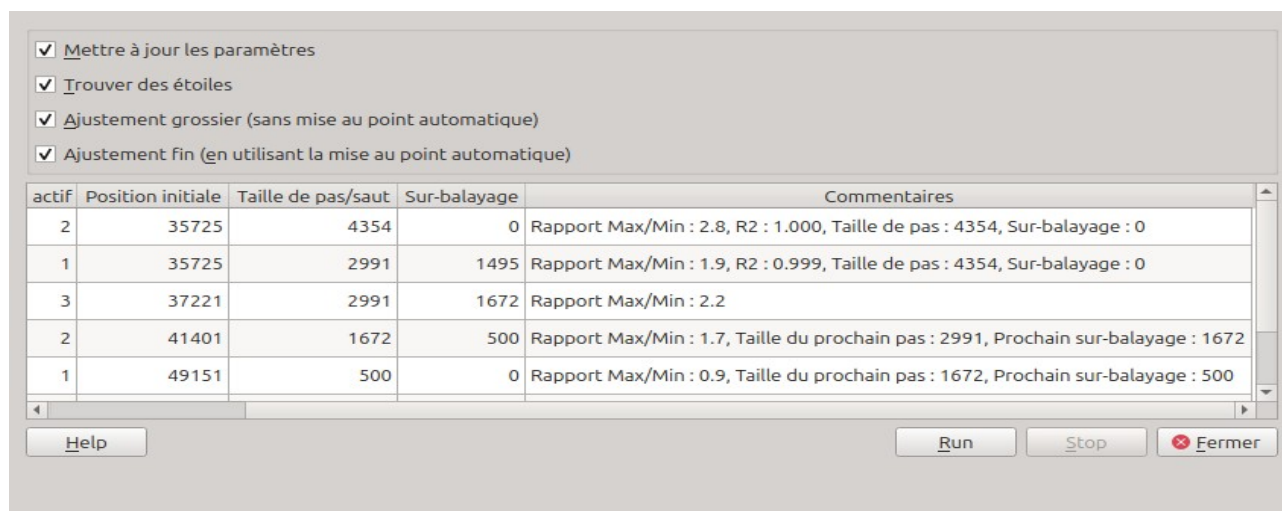 Mettre à jour les paramètres
Trouver des étoiles
Ajustement grossier (sans mise au point automatique)
Ajustement fin (en utilisant la mise au point automatique)
actif Position initiale Taille de pas/saut Sur-balayage Commentaires
2 35725 4354 0 Rapport Max/Min : 2.8, R2 : 1.000, Taille de pas : 4354, Sur-balayage : 0
1 35725 2991 1495 Rapport Max/Min : 1.9, R2 : 0.999, Taille de pas : 4354, Sur-balayage : 0
3 37221 2991 1672 Rapport Max/Min : 2.2
2 41401 1672 500 Rapport Max/Min : 1.7, Taille du prochain pas : 2991, Prochain sur-balayage : 1672
1 49151 500 0 Rapport Max/Min : 0.9, Taille du prochain pas : 1672, Prochain sur-balayage : 500
Help Run Stop Fermer